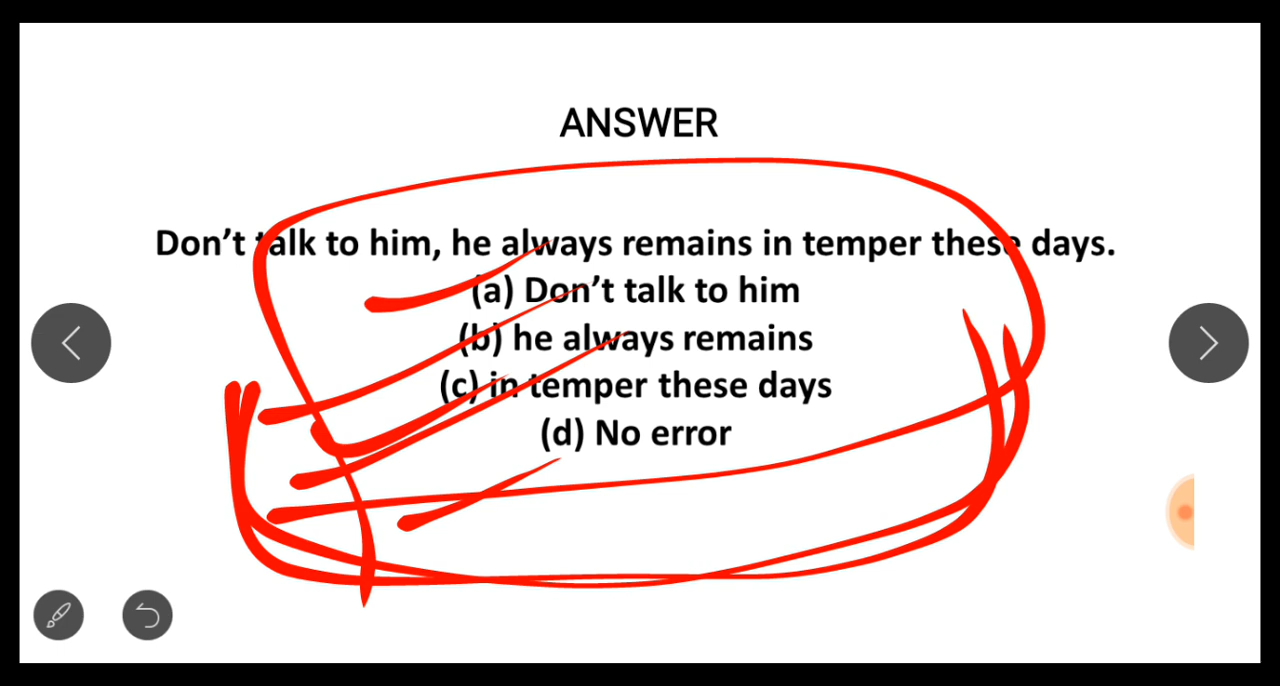 ANSWER
Don’t talk to him, he always remains in temper these days.
(a) Don’t talk to him
(b) he always remains
(c) in temper these days
(d) No error